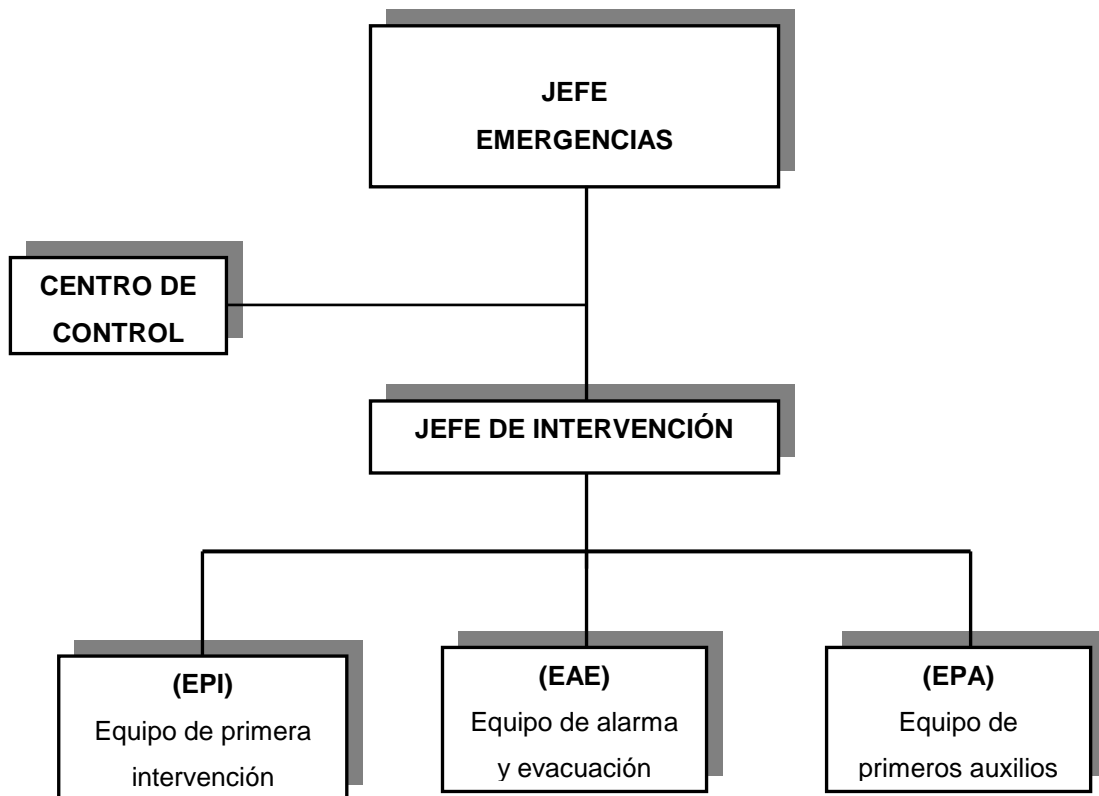 JEFE
EMERGENCIAS
CENTRO DE
CONTROL
JEFE DE INTERVENCIÓN
(EPI)
Equipo de primera
intervención
(EAE)
Equipo de alarma
y evacuación
(EPA)
Equipo de
primeros auxilios